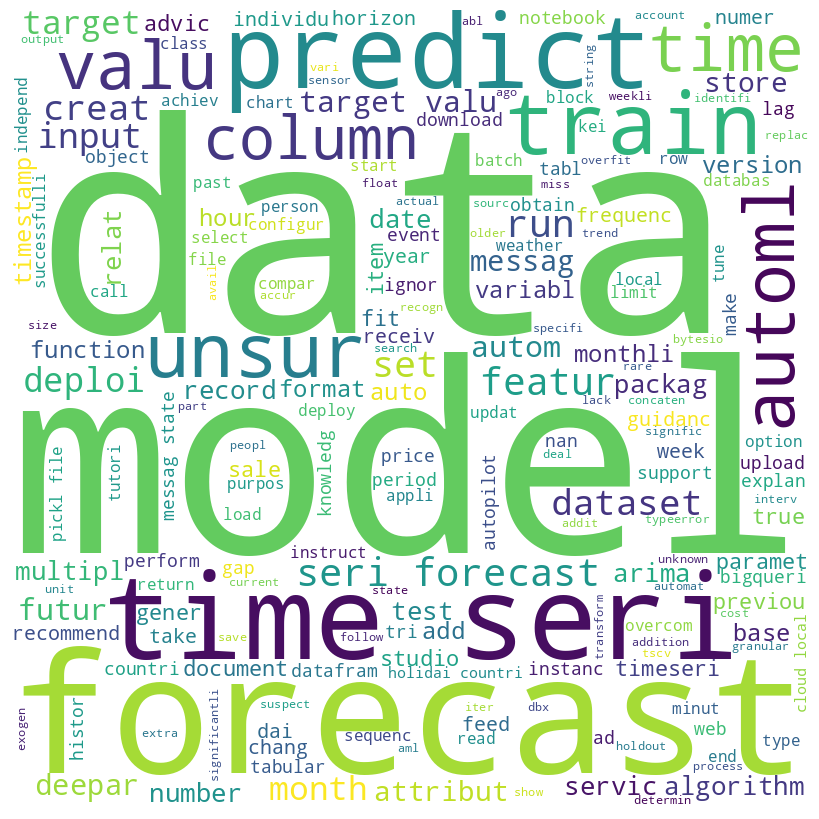 target advic individu horizon abl notebook account numer
output class vari sensor string
valu predict time
creat achiev chart target valu block ago weekli identifi store
input column download train kei lag replac
independ object start batch tabl overfit row version
successfulli timestamp past float actual sourc miss obtain databas
data
relat hour person date run frequenc automl
select configur event older weather trend
file year messag local tune
call avail compar accur item ignor variabl limit
size unsur fit recogn specifi make
function receiv search autom monthli bytesio
deploi record format set featur packag
part auto lack rare concaten
model
pickl file tutori messag state deploy knowledg updat guidanc signific
peopl price nan week option
sale purpos period appli autopilot deal support upload explan
load addit typeerror interv true
dataset
multipl perform instruct unknown paramet
gap seri forecast arima bigqueri
unit return current state automat
futur time seri previou
gener test add transform overcom cost
recommend take save follow tri addition base
tscv granular cloud local
studio
countri document datafram holidai countri instanc timeseri
forecast
exogen histor significantli suspect iter dbx minut
extra dai sequenc feed web
chang aml read ad holdout end type
tabular process
deepar number month attribut show servic algorithm
determin